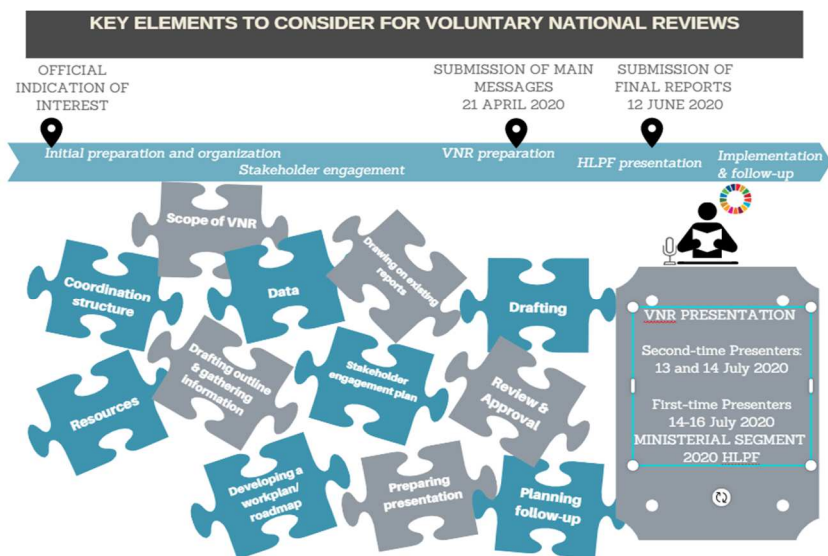 KEY ELEMENTS TO CONSIDER FOR VOLUNTARY NATIONAL REVIEWS
OFFICIAL
INDICATION OF
INTEREST
SUBMISSION OF MAIN
MESSAGES
21 APRIL 2020
SUBMISSION OF
FINAL REPORTS
12 JUNE 2020
Initial preparation and organization
Stakeholder engagement
VNR preparation
HLPF presentation
Implementation
& follow-up
Scope of VNR
Coordination
structure
Data
Drawing on existing
reports
Drafting
Resources
Drafting outline
& gathering
information
Stakeholder
engagement plan
Review &
Approval
Developing a
workplan/
roadmap
Preparing
presentation
Planning
follow-up
VNR PRESENTATION
Second-time Presenters:
13 and 14 July 2020
First-time Presenters
14-16 July 2020
MINISTERIAL SEGMENT
2020 HLPF